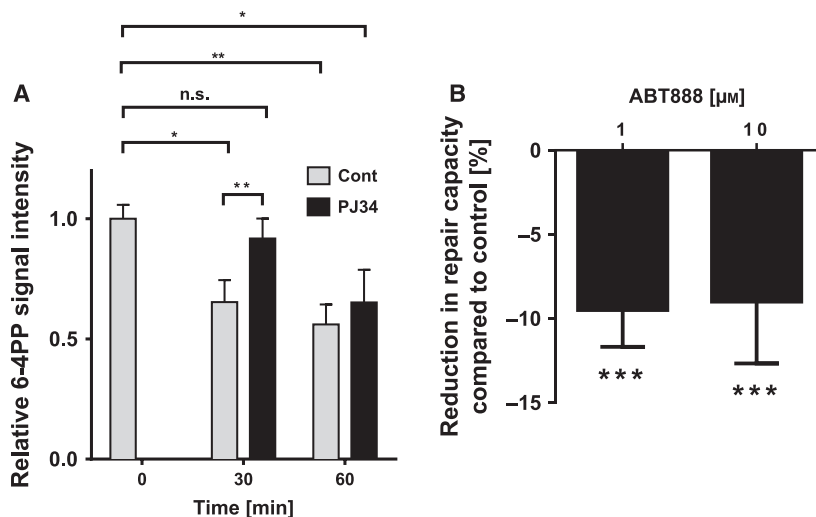 A
*
**
n.s.
*
**
Cont
PJ34
Relative 6-4PP signal intensity
1.0
0.5
0.0
0
30
60
Time [min]
B
ABT888 [µM]
1
10
Reduction in repair capacity
compared to control [%]
0
–5
–10
–15
***
***